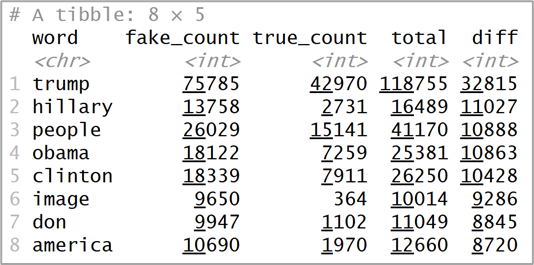 # A tibble: 8 × 5
word fake_count true_count total diff
<chr> <int> <int> <int> <int>
1 trump 75785 42970 118755 32815
2 hillary 13758 2731 16489 11027
3 people 26029 15141 41170 10888
4 obama 18122 7259 25381 10863
5 clinton 18339 7911 26250 10428
6 image 9650 364 10014 9286
7 don 9947 1102 11049 8845
8 america 10690 1970 12660 8720